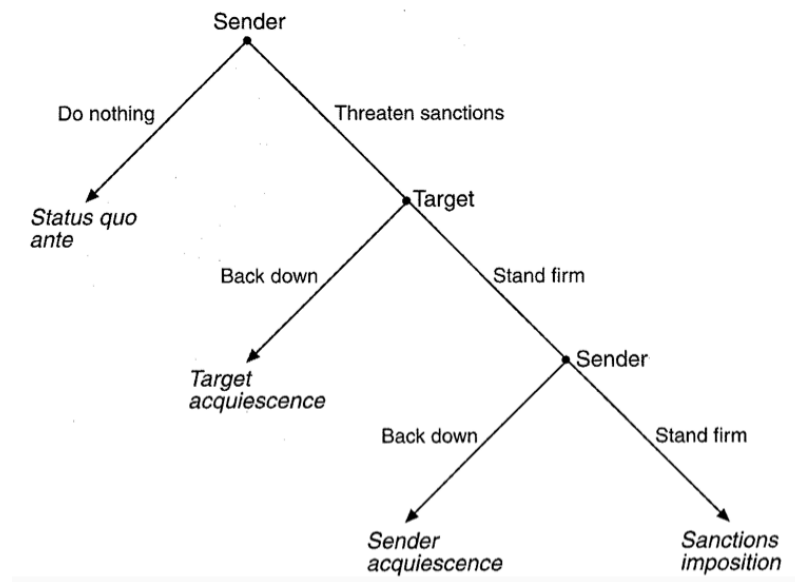 Sender
Do nothing
Threaten sanctions
Status quo
ante
Target
Back down
Stand firm
Target
acquiescence
Sender
Back down
Stand firm
Sender
acquiescence
Sanctions
imposition